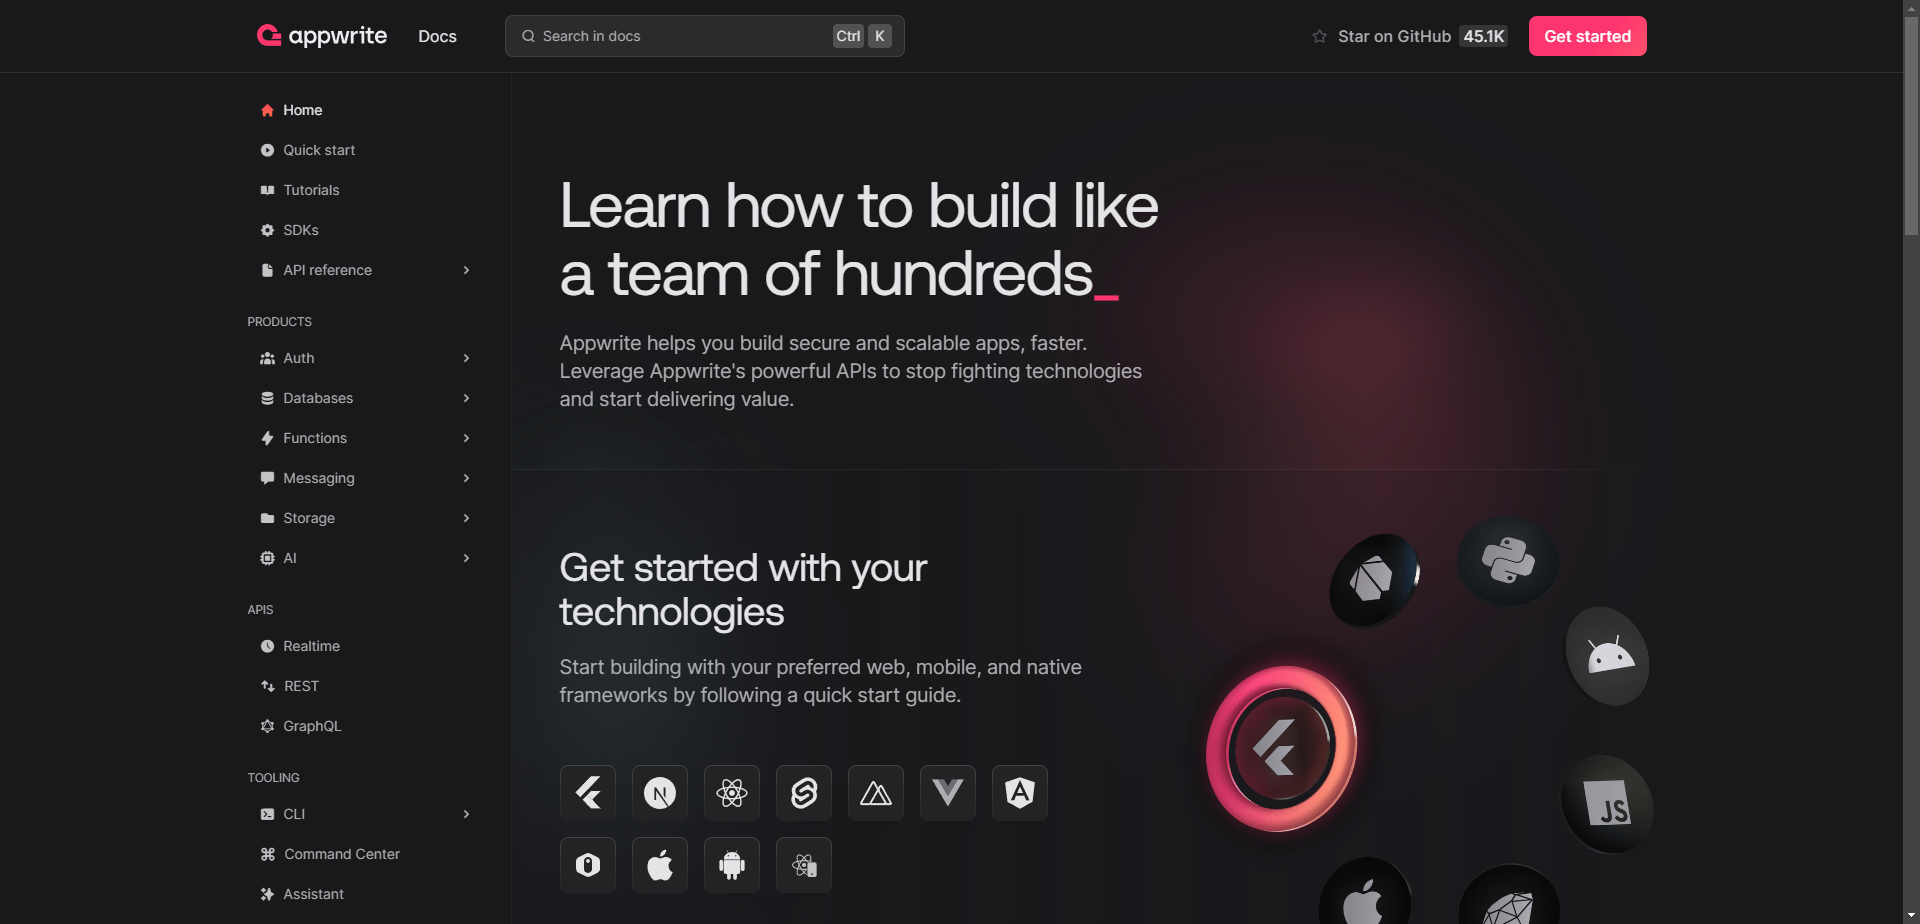 appwrite
Docs
Search in docs
Ctrl K
Star on GitHub 45.1K
Get started
Home
Quick start
Tutorials
SDKs
API reference
PRODUCTS
Auth
Databases
Functions
Messaging
Storage
AI
APIS
Realtime
REST
GraphQL
TOOLING
CLI
Command Center
Assistant
Learn how to build like
a team of hundreds_
Appwrite helps you build secure and scalable apps, faster.
Leverage Appwrite's powerful APIs to stop fighting technologies
and start delivering value.
Get started with your
technologies
Start building with your preferred web, mobile, and native
frameworks by following a quick start guide.
N
A
JS